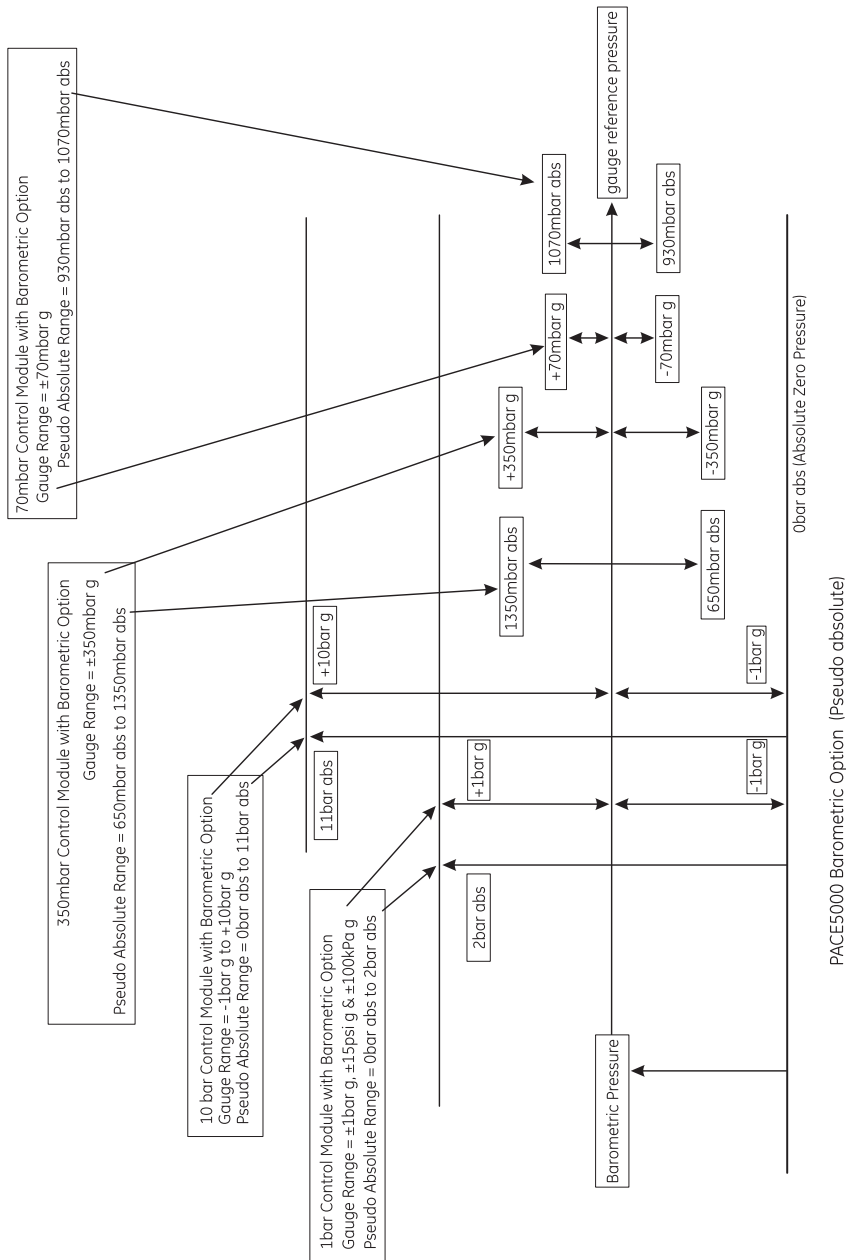 70mbar Control Module with Barometric Option
Gauge Range = ±70mbar g
Pseudo Absolute Range = 930mbar abs to 1070mbar abs
350mbar Control Module with Barometric Option
Gauge Range = ±350mbar g
Pseudo Absolute Range = 650mbar abs to 1350mbar abs
10 bar Control Module with Barometric Option
Gauge Range = -1bar g to +10bar g
Pseudo Absolute Range = 0bar abs to 11bar abs
1bar Control Module with Barometric Option
Gauge Range = ±1bar g, ±15psi g & ±100kPa g
Pseudo Absolute Range = 0bar abs to 2bar abs
11bar abs
+10bar g
2bar abs
+1bar g
1350mbar abs
+350mbar g
+70mbar g
1070mbar abs
Barometric Pressure
gauge reference pressure
650mbar abs
-350mbar g
-70mbar g
930mbar abs
-1bar g
-1bar g
0bar abs (Absolute Zero Pressure)
PACE5000 Barometric Option (Pseudo absolute)